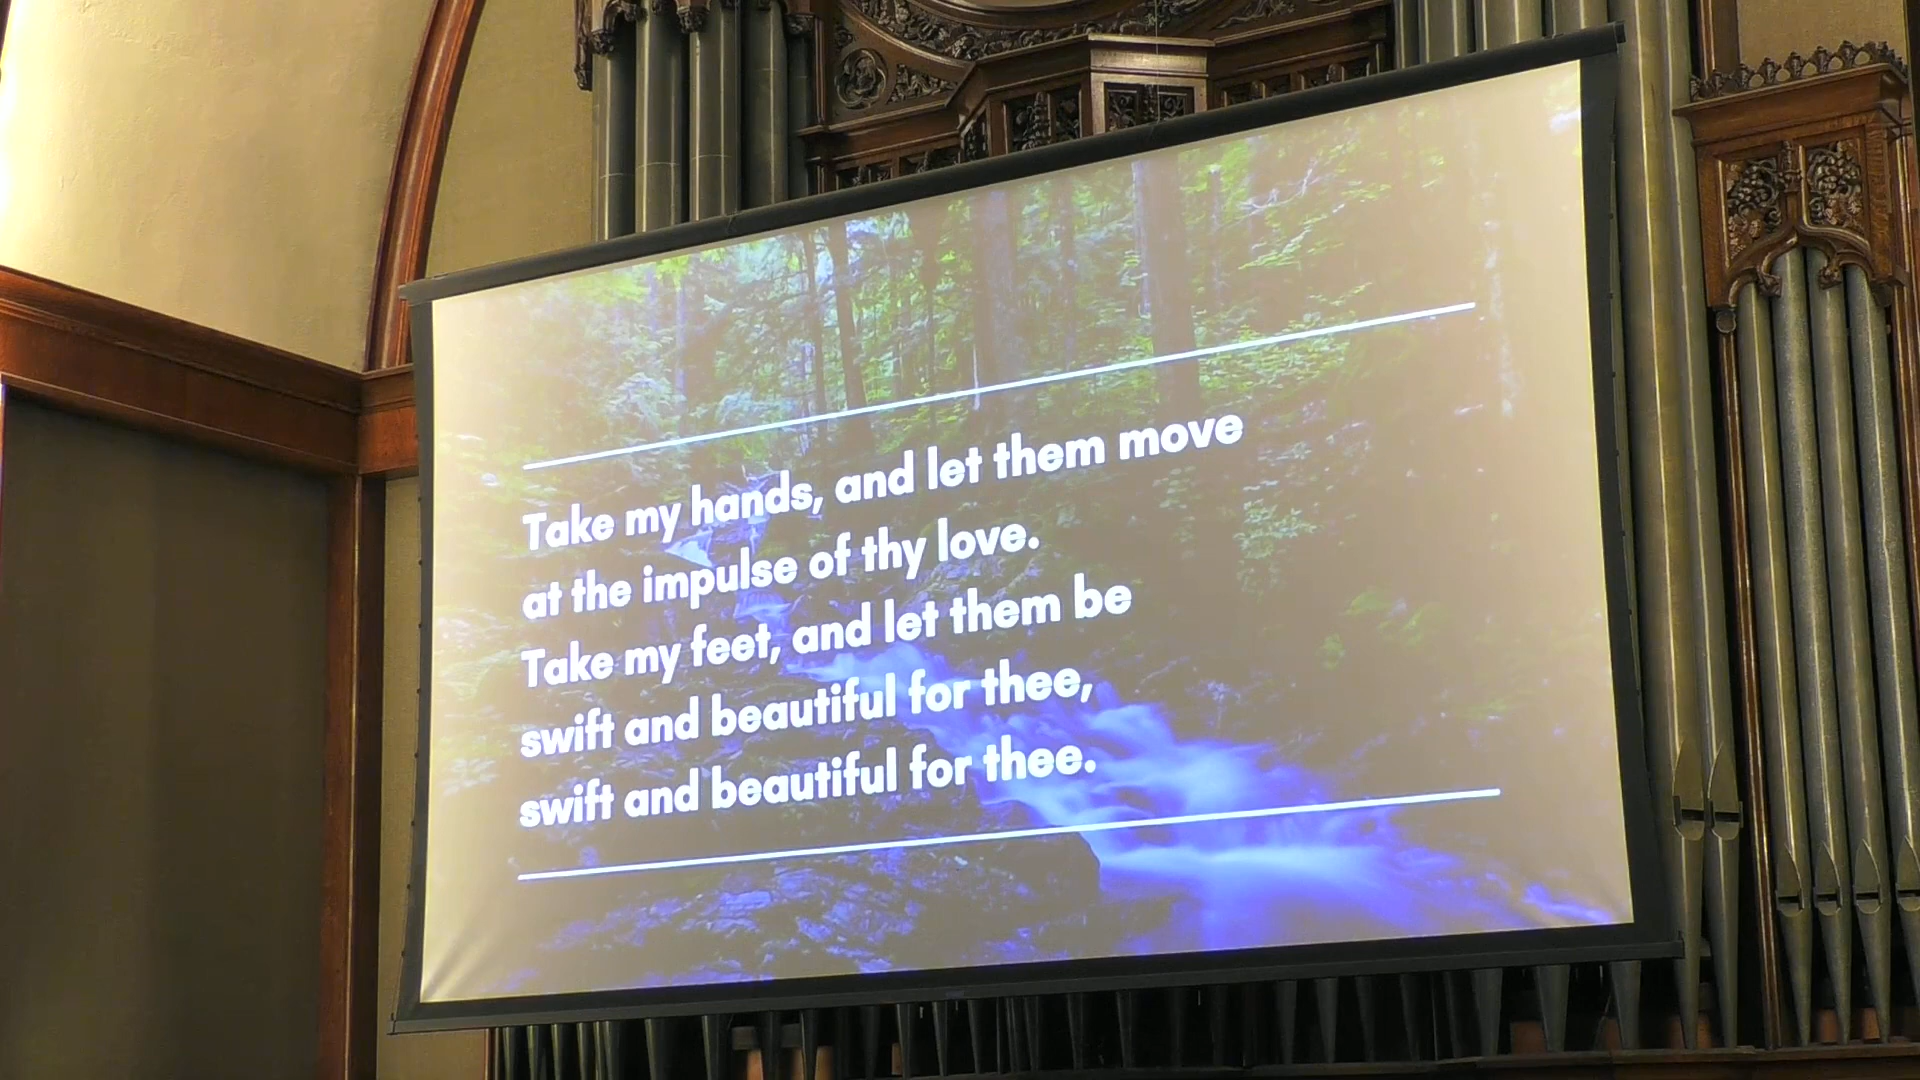 Take my hands, and let them move
at the impulse of thy love.
Take my feet, and let them be
swift and beautiful for thee,
swift and beautiful for thee.